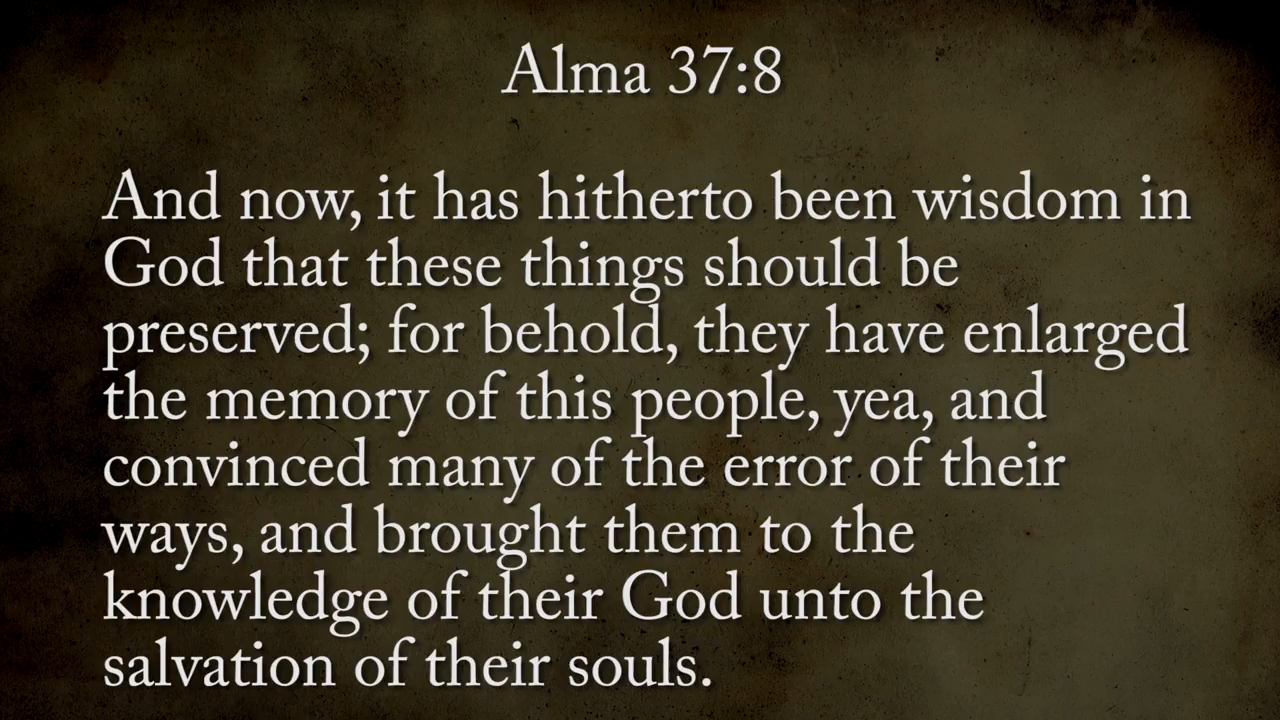 Alma 37:8
And now, it has hitherto been wisdom in
God that these things should be
preserved; for behold, they have enlarged
the memory of this people, yea, and
convinced many of the error of their
ways, and brought them to the
knowledge of their God unto the
salvation of their souls.